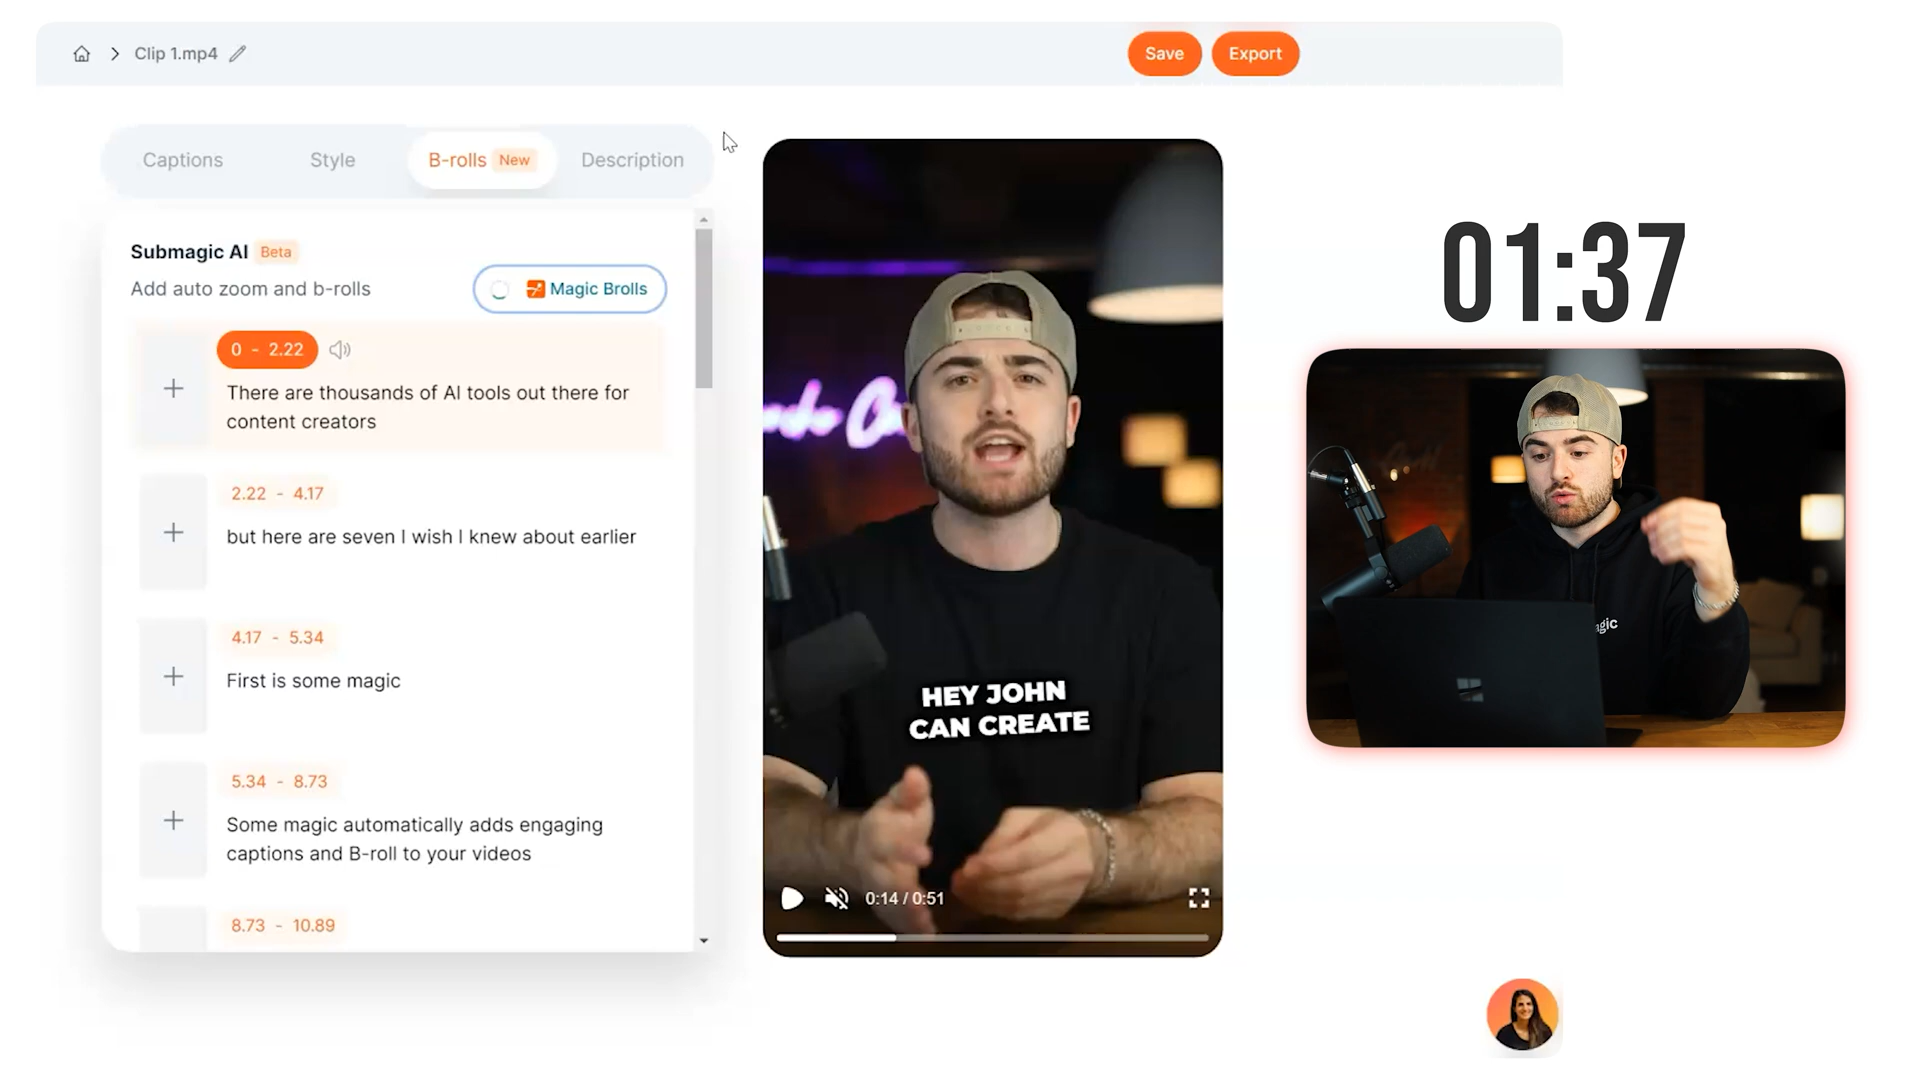 Clip 1.mp4
Save
Export
Captions
Style
B-rolls New
Description
Submagic AI Beta
Add auto zoom and b-rolls
Magic Brolls
0 - 2.22
There are thousands of AI tools out there for
content creators
2.22 - 4.17
but here are seven I wish I knew about earlier
4.17 - 5.34
First is some magic
5.34 - 8.73
Some magic automatically adds engaging
captions and B-roll to your videos
8.73 - 10.89
HEY JOHN
CAN CREATE
0:14 / 0:51
01:37
agic